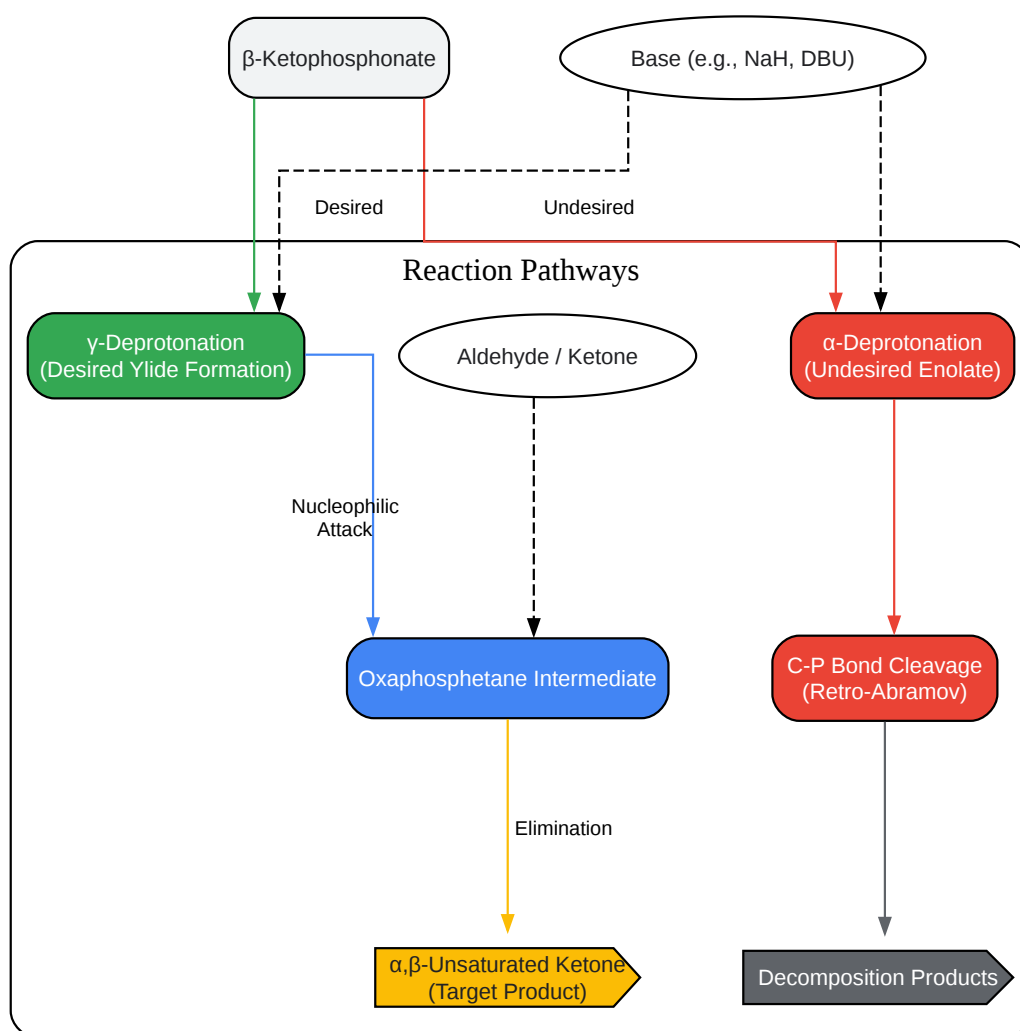 β-Ketophosphonate
Base (e.g., NaH, DBU)
Desired
Undesired
Reaction Pathways
γ-Deprotonation
(Desired Ylide Formation)
Aldehyde / Ketone
α-Deprotonation
(Undesired Enolate)
Nucleophilic
Attack
Oxaphosphetane Intermediate
C-P Bond Cleavage
(Retro-Abramov)
Elimination
α,β-Unsaturated Ketone
(Target Product)
Decomposition Products